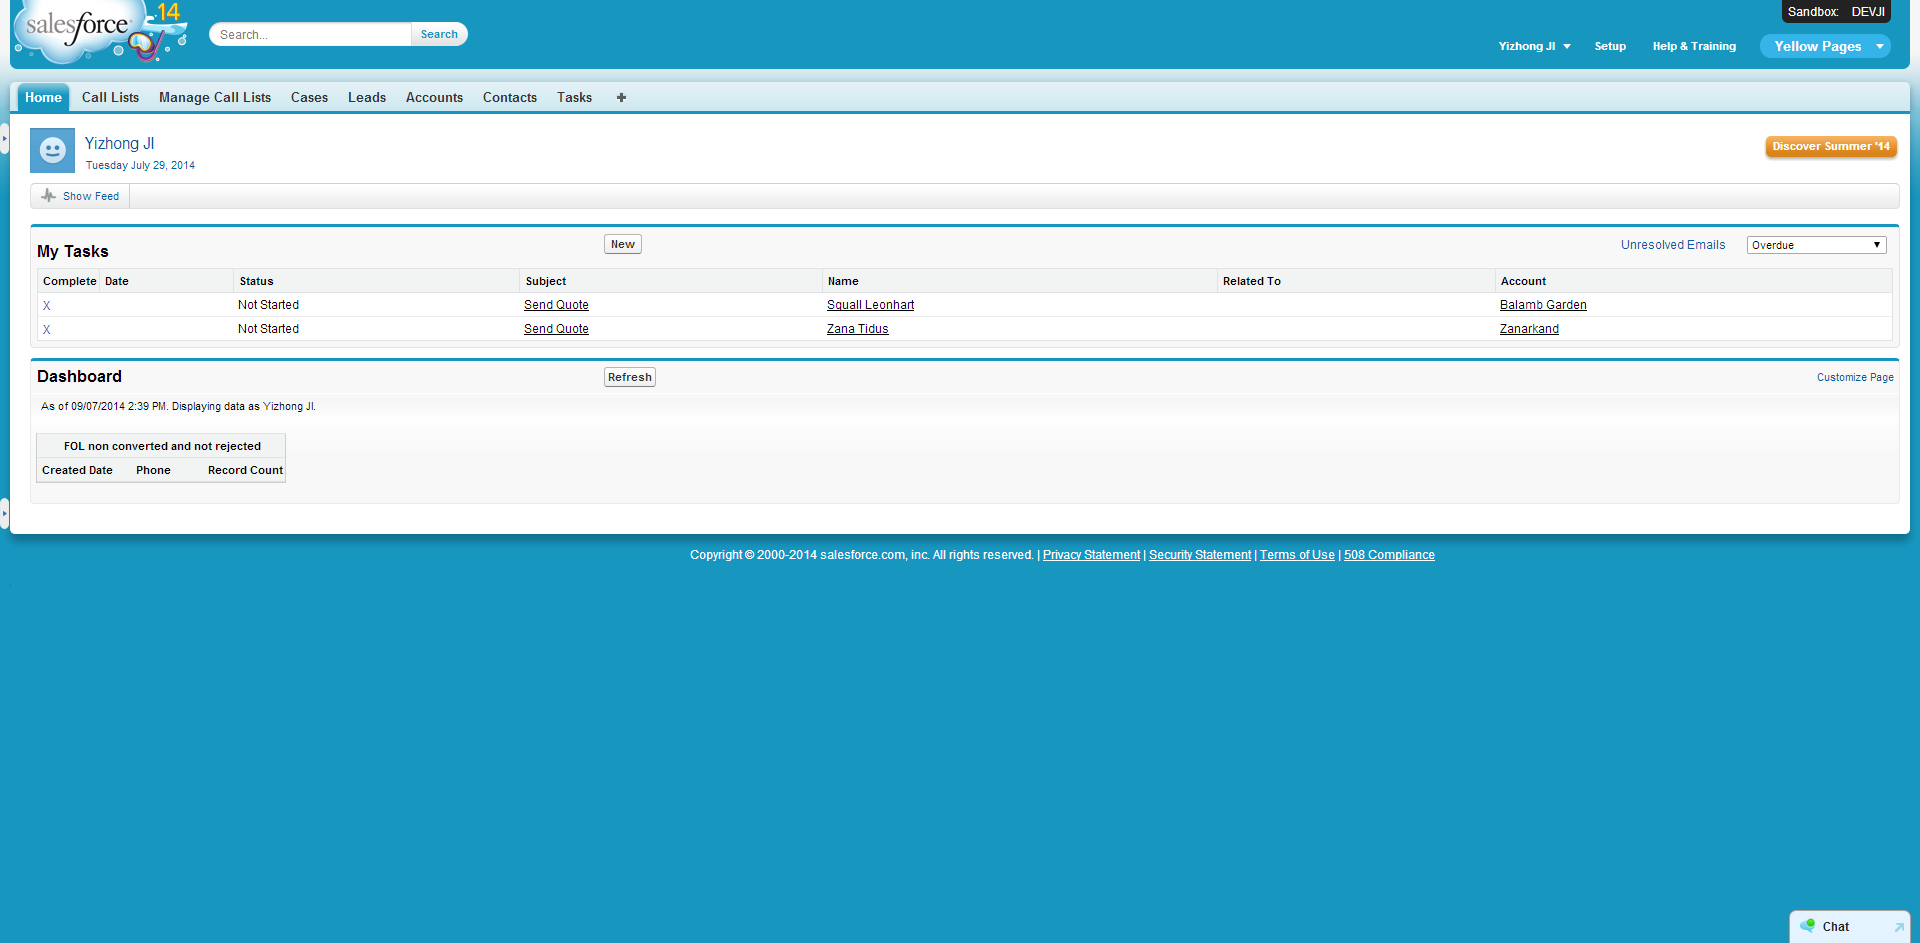 salesforce '14
Search... Search
Sandbox: DEVJI
Yizhong JI Setup Help & Training Yellow Pages
Home Call Lists Manage Call Lists Cases Leads Accounts Contacts Tasks +
Yizhong JI
Tuesday July 29, 2014
Discover Summer '14
Show Feed
My Tasks New Unresolved Emails Overdue
Complete Date Status Subject Name Related To Account
X Not Started Send Quote Squall Leonhart Balamb Garden
X Not Started Send Quote Zana Tidus Zanarkand
Dashboard Refresh Customize Page
As of 09/07/2014 2:39 PM. Displaying data as Yizhong JI.
FOL non converted and not rejected
Created Date Phone Record Count
Copyright © 2000-2014 salesforce.com, inc. All rights reserved. | Privacy Statement | Security Statement | Terms of Use | 508 Compliance
Chat